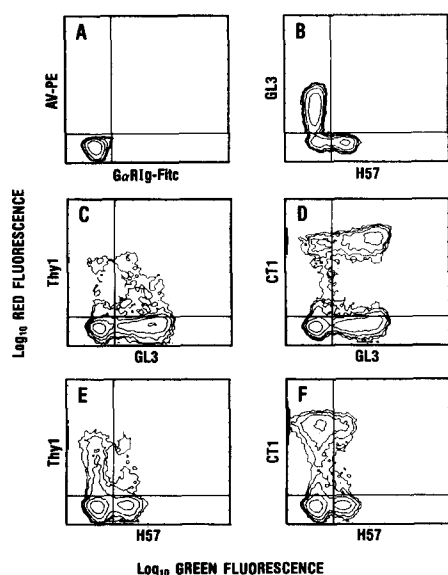 A
B
AV-PE
GL3
GαRIg-Fitc
H57
C
D
Thy1
CT1
GL3
GL3
E
F
Thy1
CT1
H57
H57
Log10 RED FLUORESCENCE
Log10 GREEN FLUORESCENCE